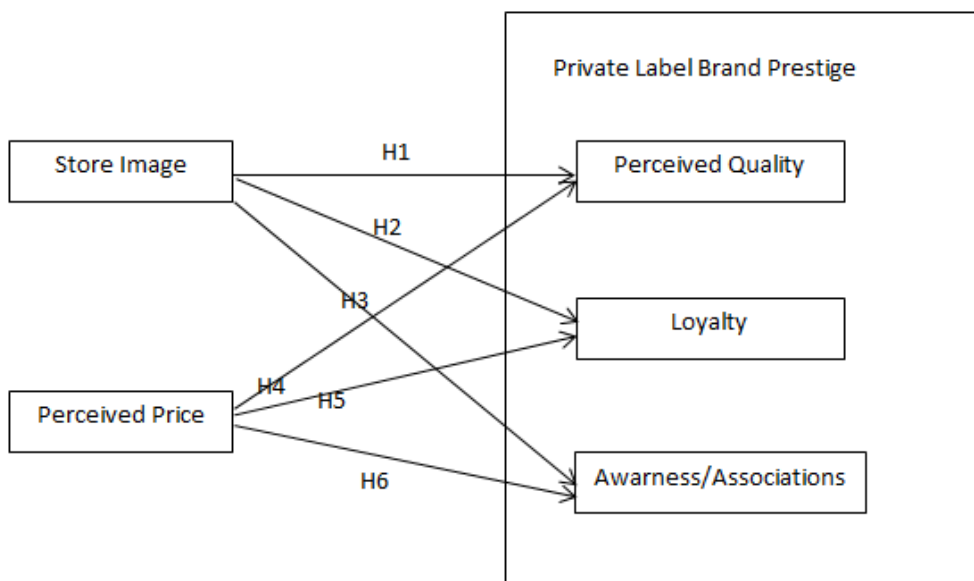 Private Label Brand Prestige
Store Image
H1
Perceived Quality
H2
H3
Loyalty
H4
H5
Perceived Price
H6
Awarness/Associations